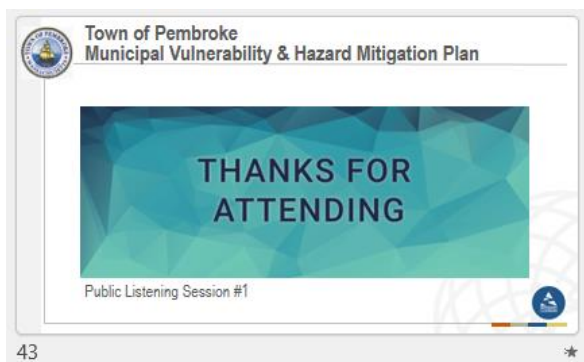 Town of Pembroke
Municipal Vulnerability & Hazard Mitigation Plan
THANKS FOR
ATTENDING
Public Listening Session #1
43